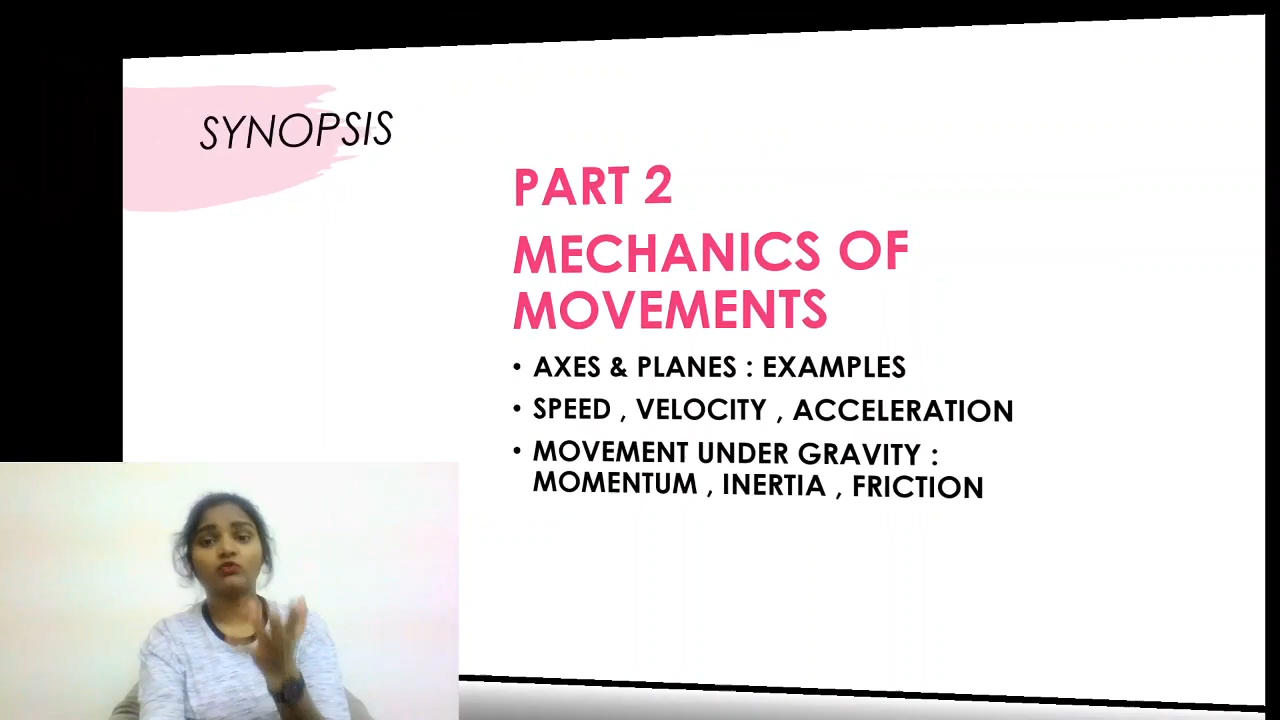 SYNOPSIS
PART 2
MECHANICS OF
MOVEMENTS
• AXES & PLANES : EXAMPLES
• SPEED , VELOCITY , ACCELERATION
• MOVEMENT UNDER GRAVITY :
MOMENTUM , INERTIA , FRICTION